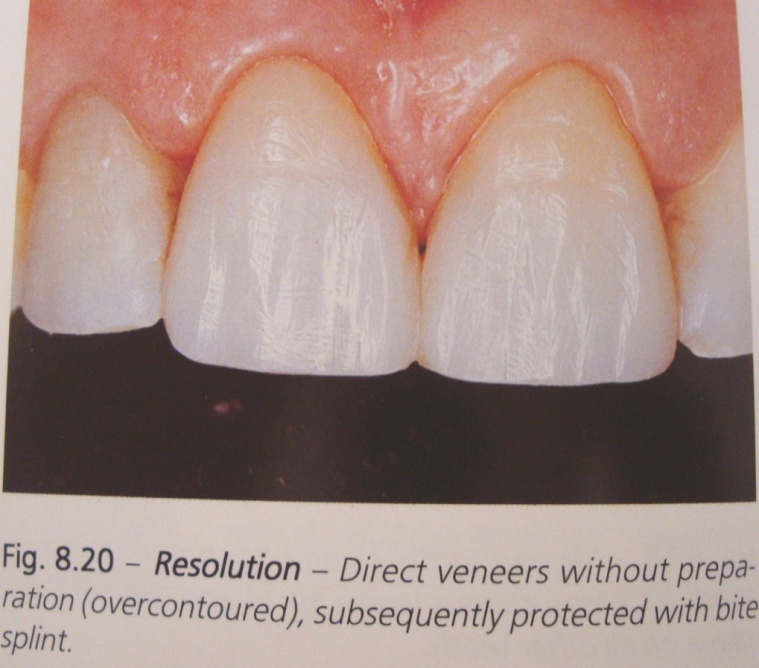 Fig. 8.20 – Resolution – Direct veneers without prepa-
ration (overcontoured), subsequently protected with bite
splint.